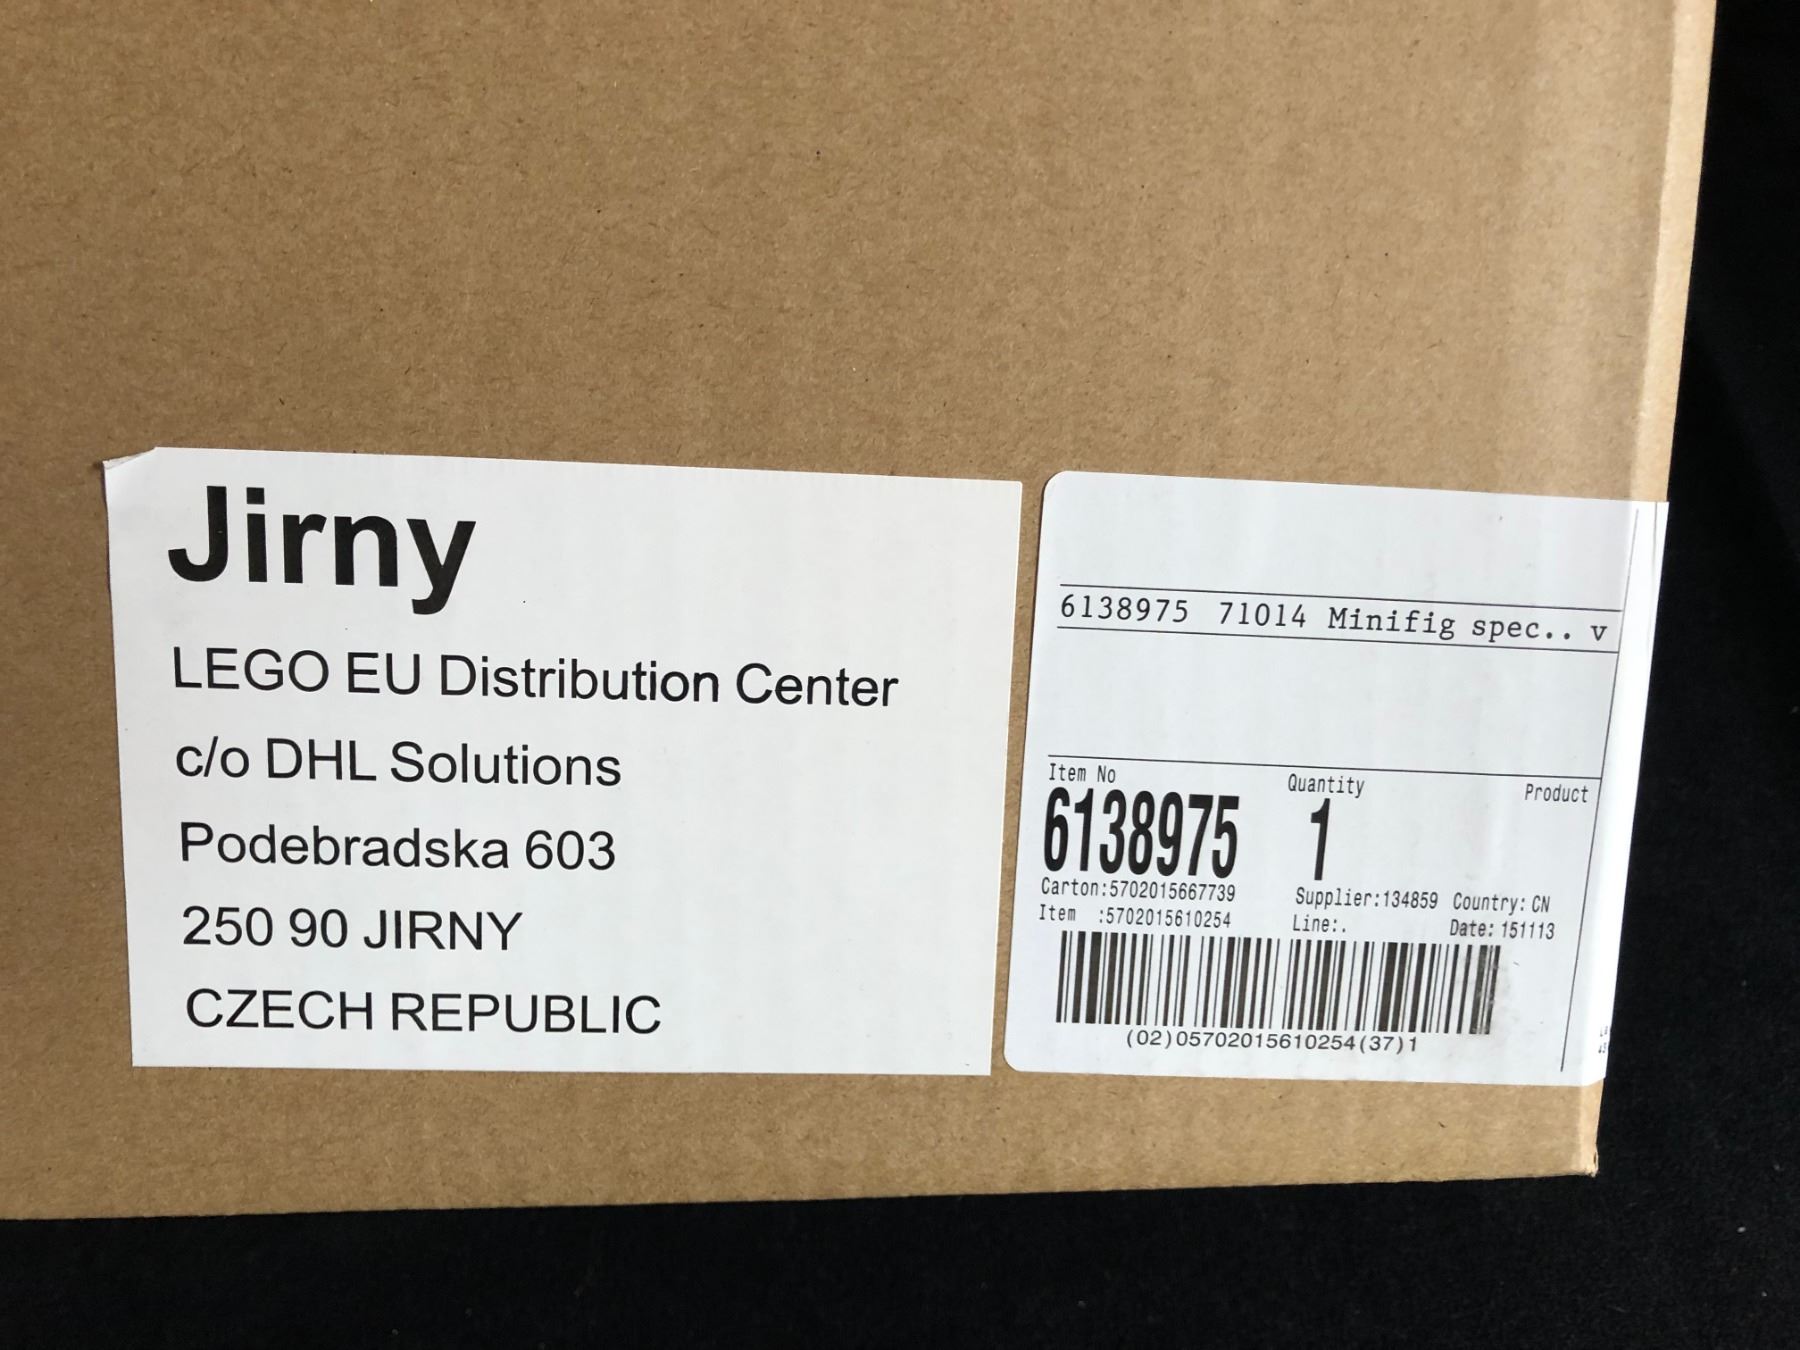 Jirny
LEGO EU Distribution Center
c/o DHL Solutions
Podebradska 603
250 90 JIRNY
CZECH REPUBLIC
6138975 71014 Minifig spec.. v
Item No Quantity Product
6138975 1
Carton:5702015667739 Supplier:134859 Country: CN
Item :5702015610254 Line:. Date: 151113
(02)05702015610254(37)1